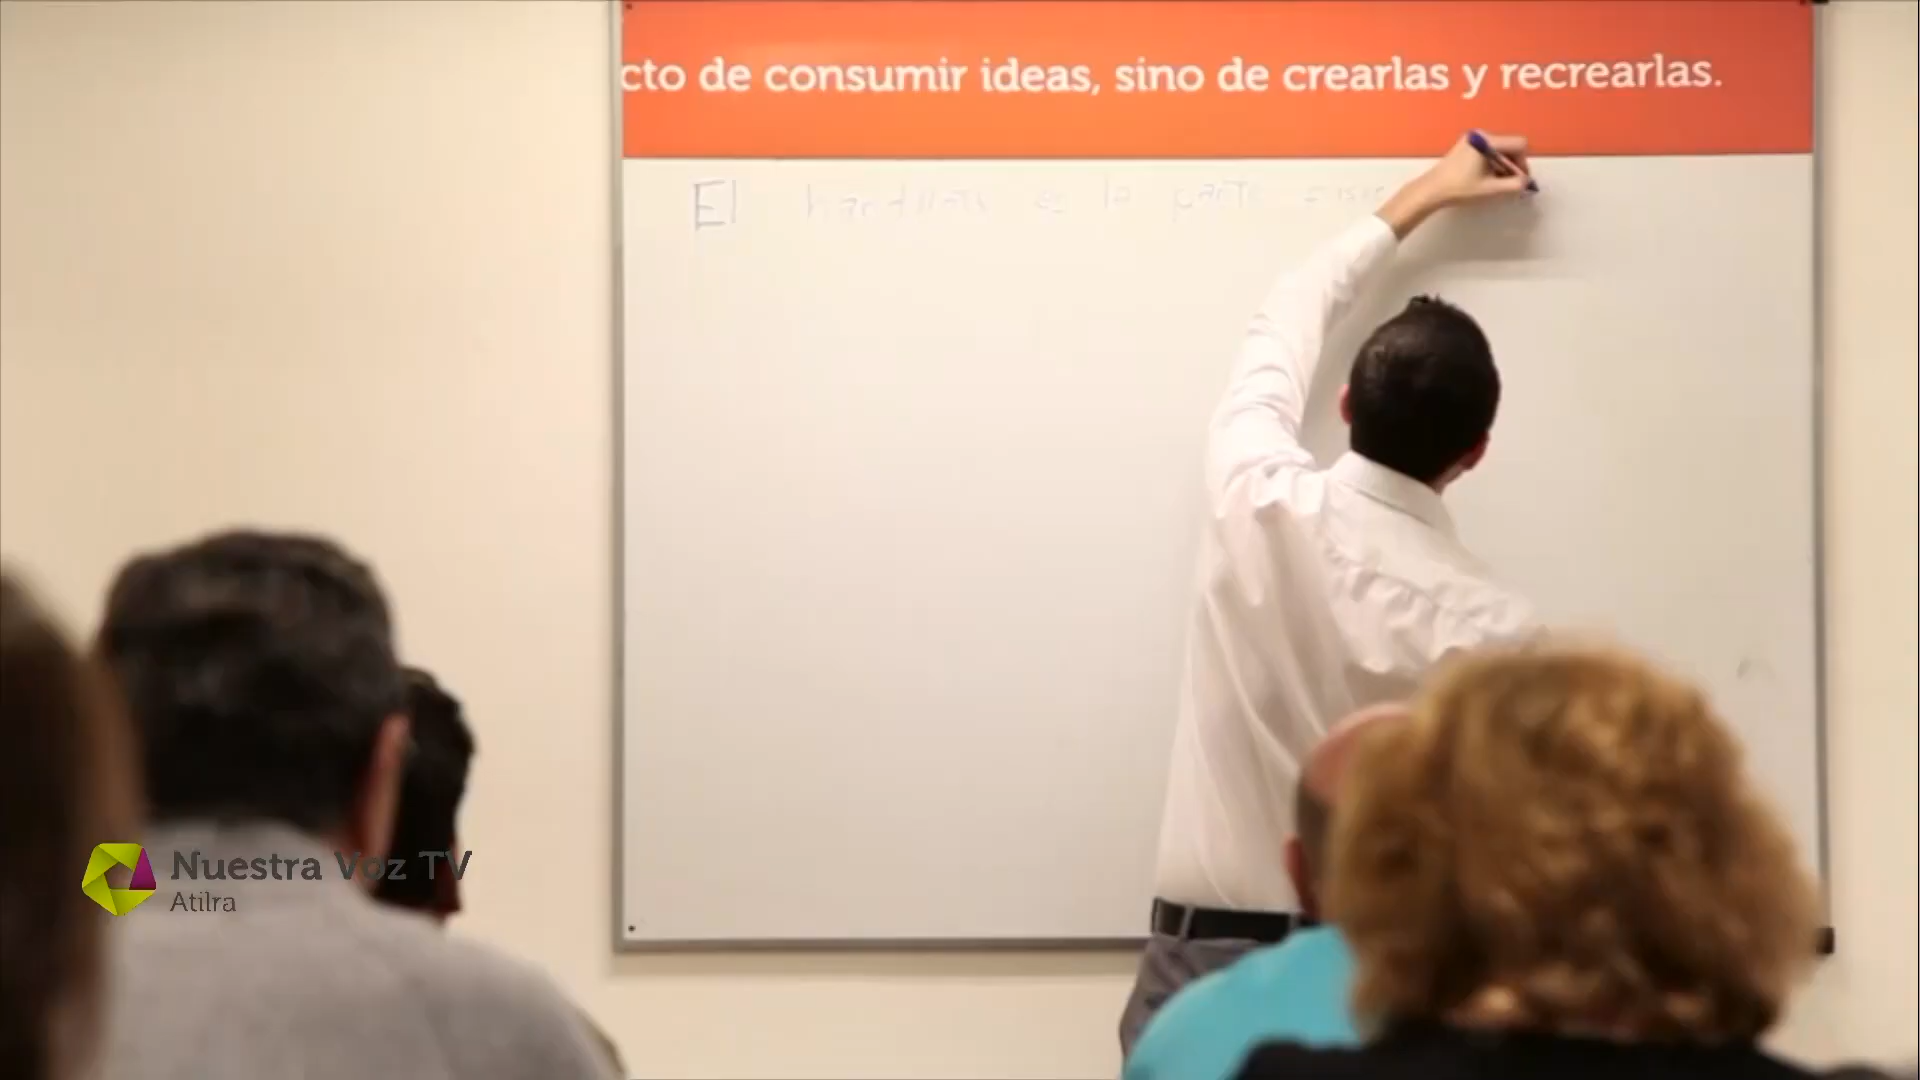 cto de consumir ideas, sino de crearlas y recrearlas.
El hardware es la parte
Nuestra Voz TV
Atilra